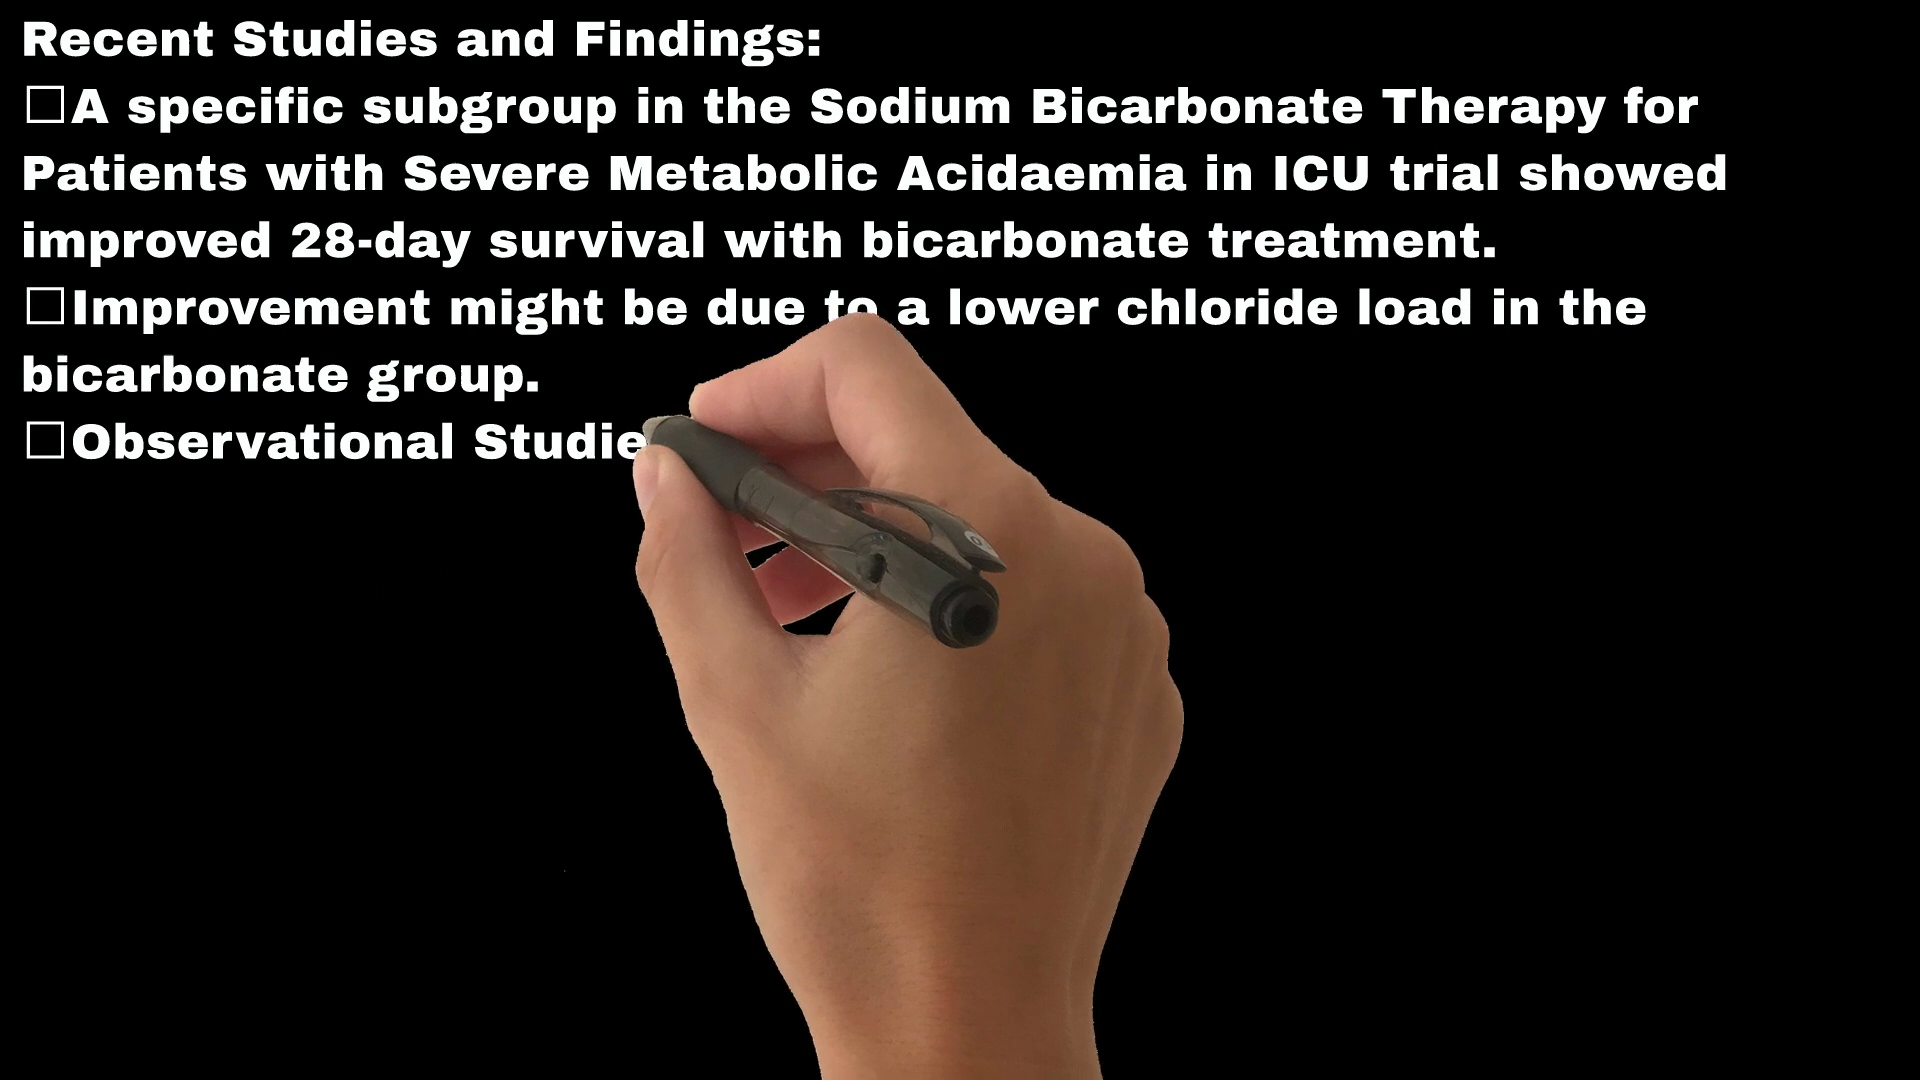 Recent Studies and Findings:
☐A specific subgroup in the Sodium Bicarbonate Therapy for
Patients with Severe Metabolic Acidaemia in ICU trial showed
improved 28-day survival with bicarbonate treatment.
☐Improvement might be due to a lower chloride load in the
bicarbonate group.
☐Observational Studie